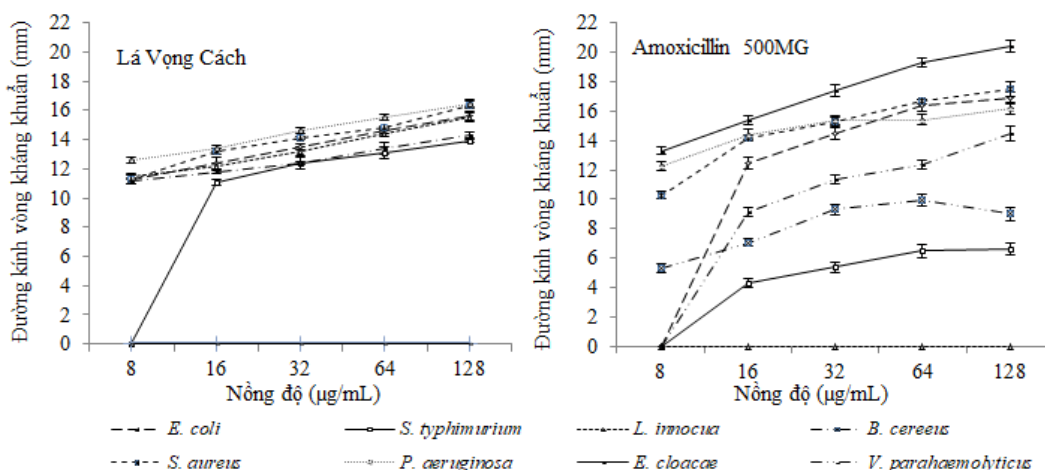 Đường kính vòng kháng khuẩn (mm)
22
20
18
16
14
12
10
8
6
4
2
0
Lá Vọng Cách
8 16 32 64 128
Nồng độ (µg/mL)
Đường kính vòng kháng khuẩn (mm)
22
20
18
16
14
12
10
8
6
4
2
0
Amoxicillin 500MG
8 16 32 64 128
Nồng độ (µg/mL)
E. coli S. typhimurium L. innocua B. cereeus
S. aureus P. aeruginosa E. cloacae V. parahaemolyticus